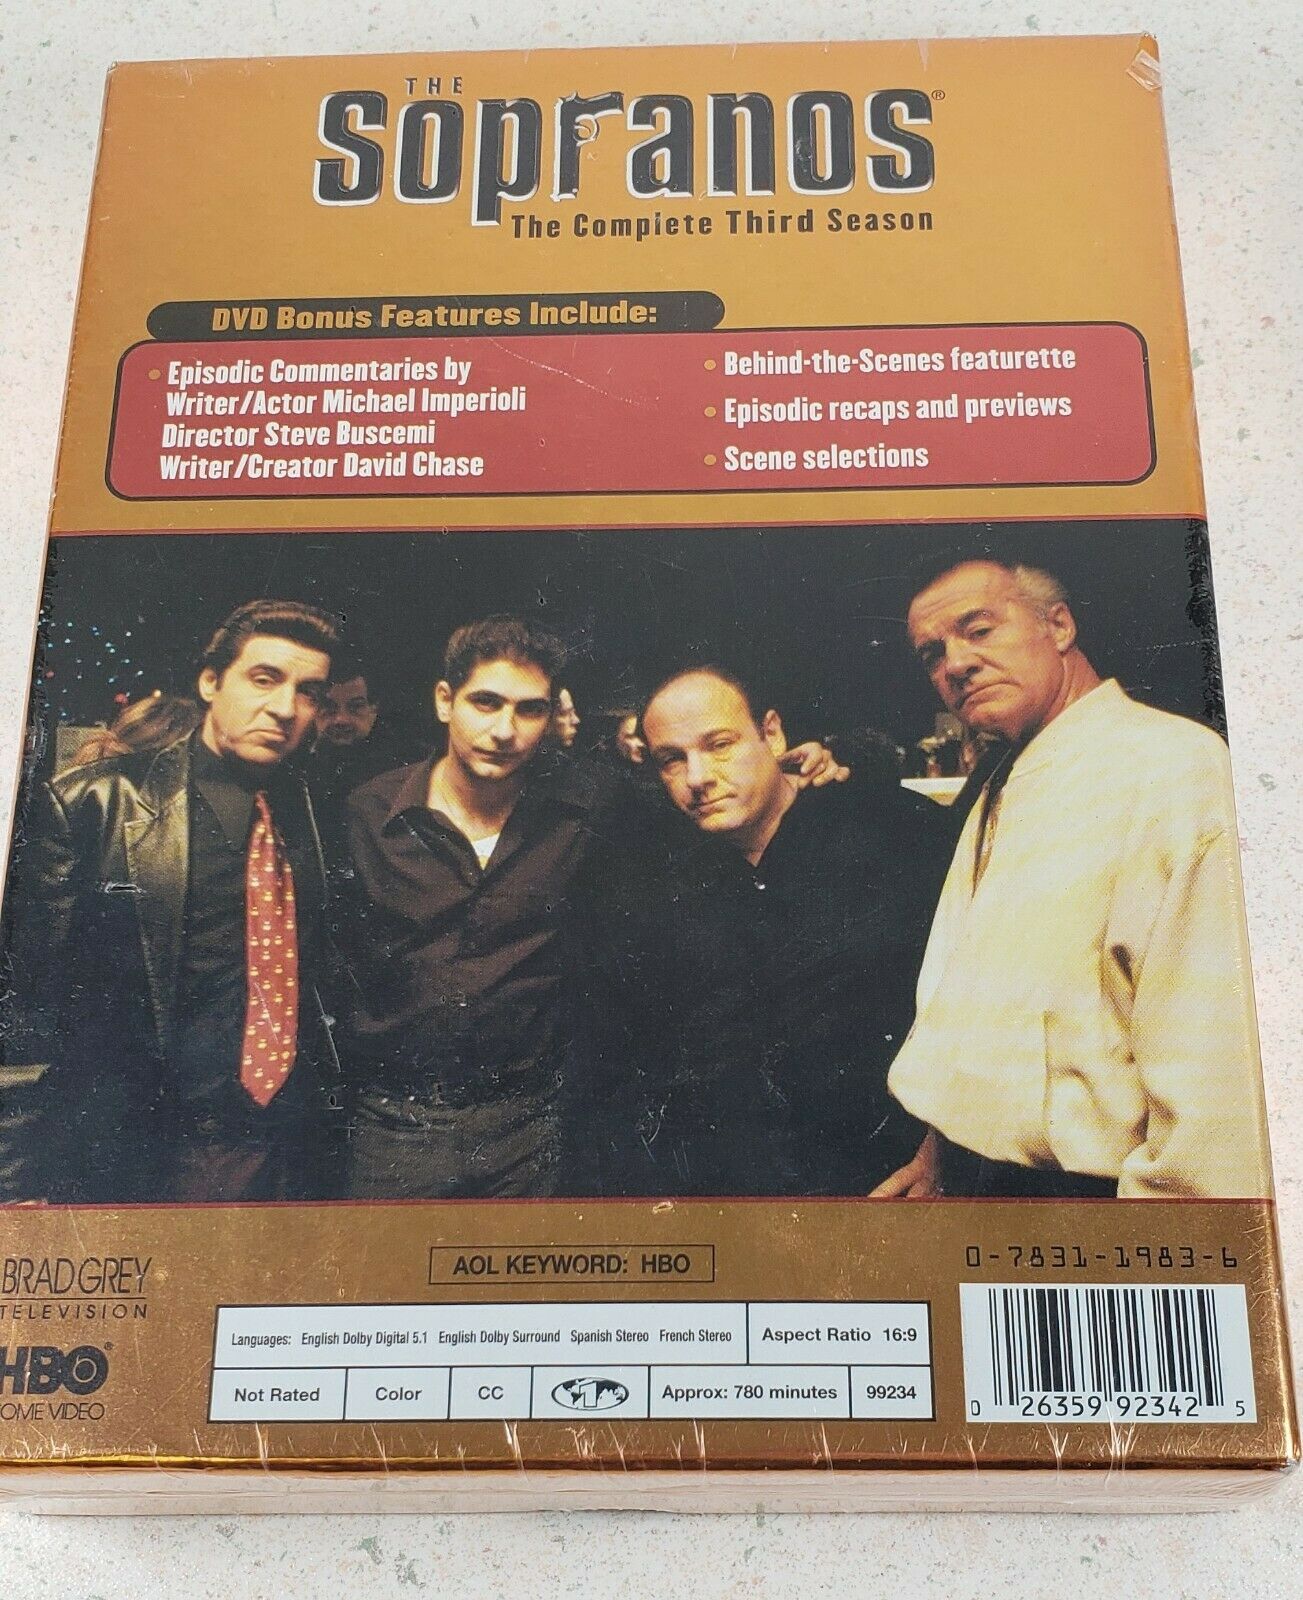 THE
Sopranos®
The Complete Third Season
DVD Bonus Features Include:
• Episodic Commentaries by
Writer/Actor Michael Imperioli
Director Steve Buscemi
Writer/Creator David Chase
• Behind-the-Scenes featurette
• Episodic recaps and previews
• Scene selections
BRADGREY
TELEVISION
HBO®
OME VIDEO
AOL KEYWORD: HBO
Languages: English Dolby Digital 5.1 English Dolby Surround Spanish Stereo French Stereo
Aspect Ratio 16:9
Not Rated Color CC 1 Approx: 780 minutes 99234
0-7831-1983-6
0 26359 92342 5